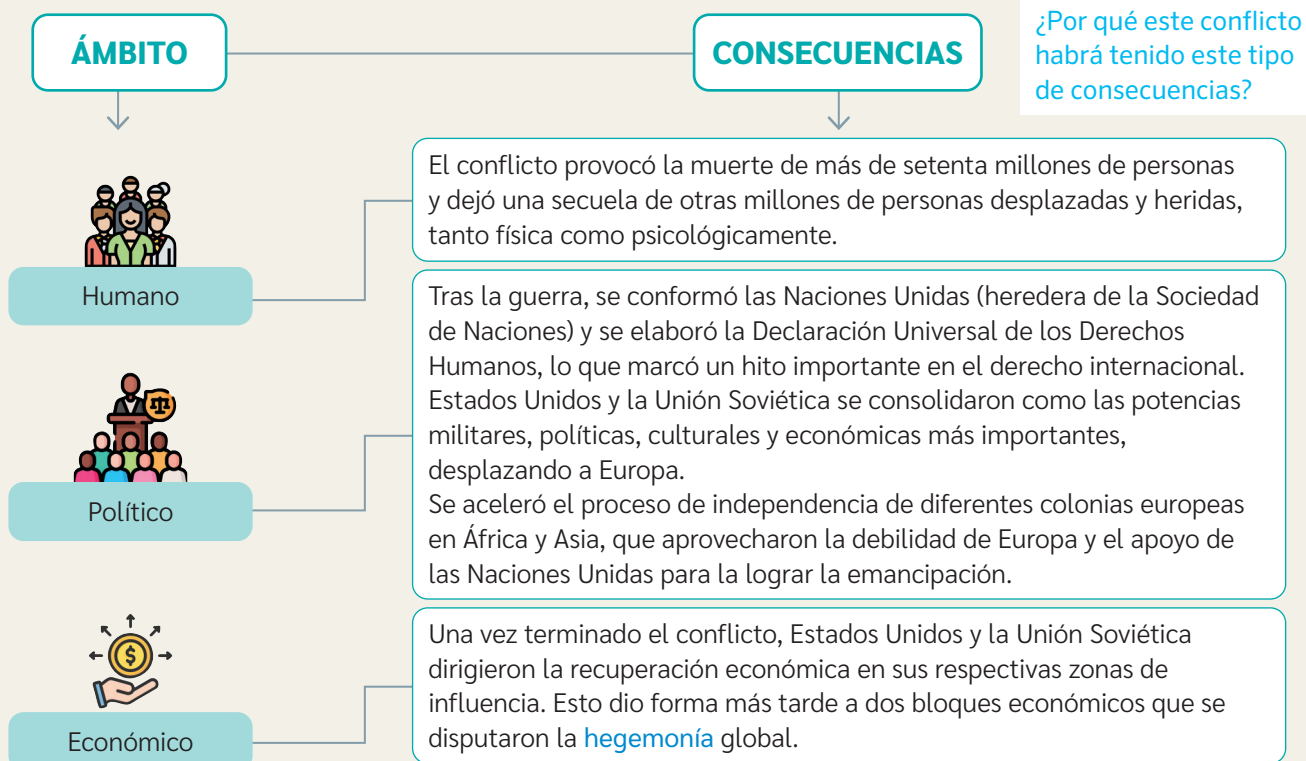 ÁMBITO
CONSECUENCIAS
¿Por qué este conflicto
habrá tenido este tipo
de consecuencias?
Humano
El conflicto provocó la muerte de más de setenta millones de personas
y dejó una secuela de otras millones de personas desplazadas y heridas,
tanto física como psicológicamente.
Político
Tras la guerra, se conformó las Naciones Unidas (heredera de la Sociedad
de Naciones) y se elaboró la Declaración Universal de los Derechos
Humanos, lo que marcó un hito importante en el derecho internacional.
Estados Unidos y la Unión Soviética se consolidaron como las potencias
militares, políticas, culturales y económicas más importantes,
desplazando a Europa.
Se aceleró el proceso de independencia de diferentes colonias europeas
en África y Asia, que aprovecharon la debilidad de Europa y el apoyo de
las Naciones Unidas para la lograr la emancipación.
$
Económico
Una vez terminado el conflicto, Estados Unidos y la Unión Soviética
dirigieron la recuperación económica en sus respectivas zonas de
influencia. Esto dio forma más tarde a dos bloques económicos que se
disputaron la hegemonía global.